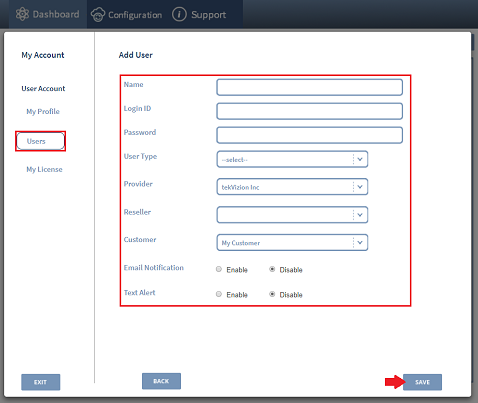 Dashboard Configuration Support
My Account
Add User
User Account
My Profile
Users
My License
Name
Login ID
Password
User Type --select--
Provider tekVizion Inc
Reseller
Customer My Customer
Email Notification Enable Disable
Text Alert Enable Disable
EXIT BACK SAVE